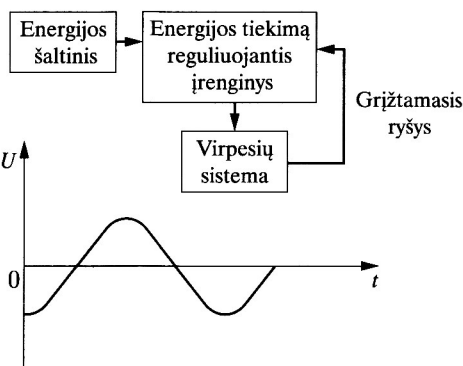 Energijos
šaltinis
Energijos tiekimą
reguliuojantis
įrenginys
Grįžtamasis
ryšys
Virpesių
sistema
U
0
t